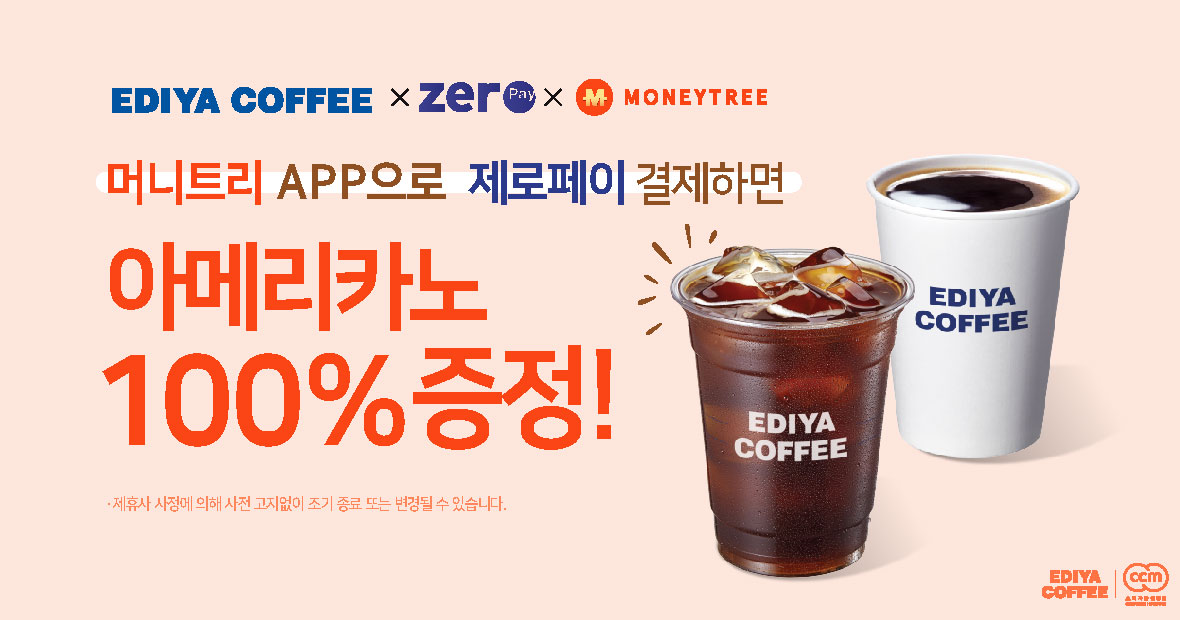 EDIYA COFFEE × zero Pay × M MONEYTREE
머니트리 APP으로 제로페이 결제하면
아메리카노
100% 증정!
EDIYA
COFFEE
EDIYA
COFFEE
· 제휴사 사정에 의해 사전 고지없이 조기 종료 또는 변경될 수 있습니다.
EDIYA
COFFEE
ccm